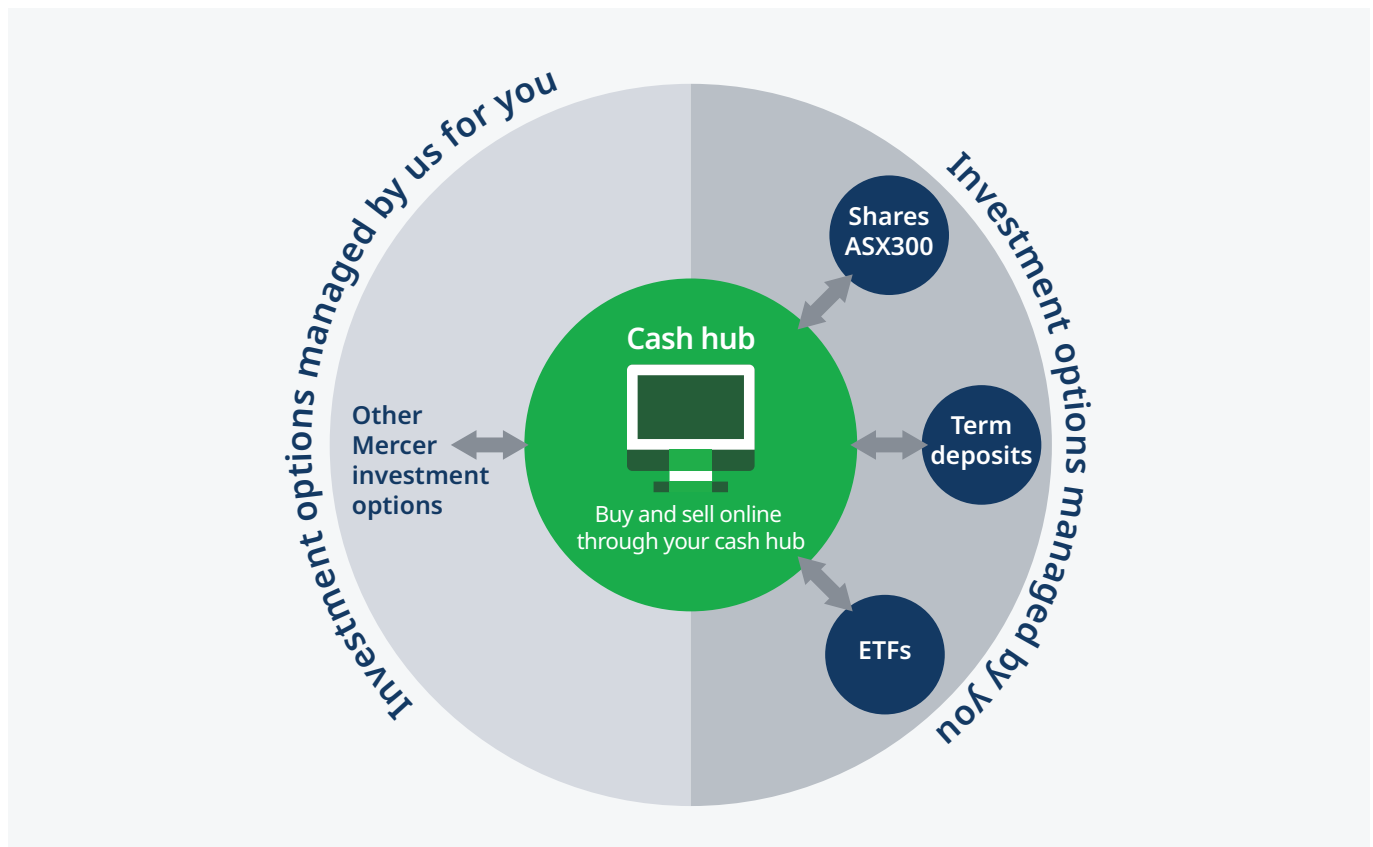 Investment options managed by us for you
Other
Mercer
investment
options
Cash hub
Buy and sell online
through your cash hub
Investment options managed by you
Shares
ASX300
Term
deposits
ETFs